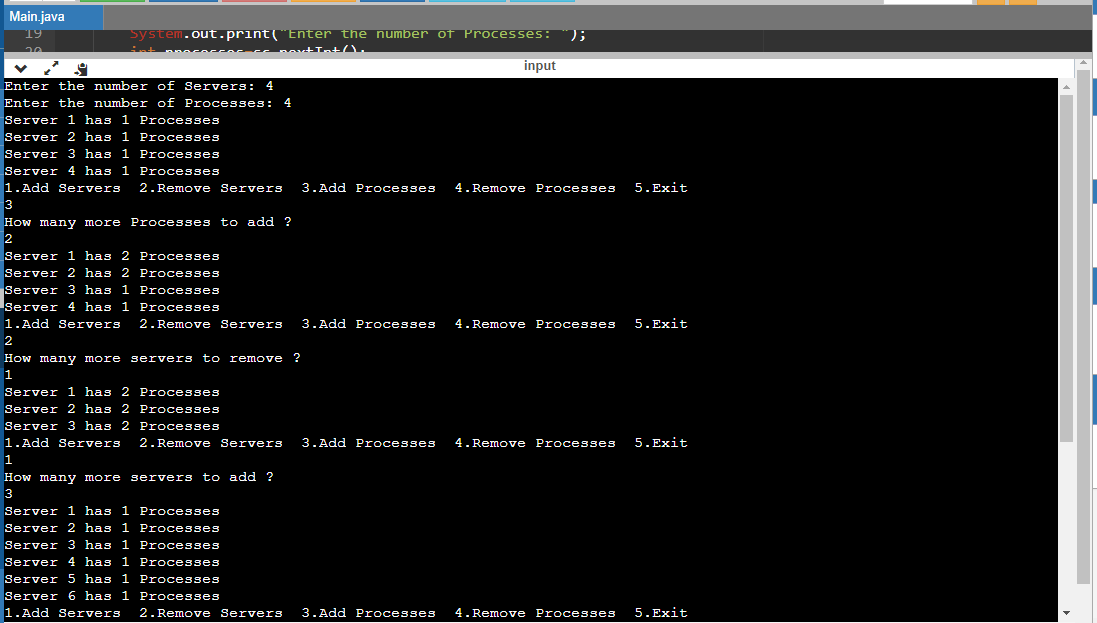 Main.java
19 System.out.print("Enter the number of Processes: ");
20 int processes=sc.nextInt();
input
Enter the number of Servers: 4
Enter the number of Processes: 4
Server 1 has 1 Processes
Server 2 has 1 Processes
Server 3 has 1 Processes
Server 4 has 1 Processes
1.Add Servers  2.Remove Servers  3.Add Processes  4.Remove Processes  5.Exit
3
How many more Processes to add ?
2
Server 1 has 2 Processes
Server 2 has 2 Processes
Server 3 has 1 Processes
Server 4 has 1 Processes
1.Add Servers  2.Remove Servers  3.Add Processes  4.Remove Processes  5.Exit
2
How many more servers to remove ?
1
Server 1 has 2 Processes
Server 2 has 2 Processes
Server 3 has 2 Processes
1.Add Servers  2.Remove Servers  3.Add Processes  4.Remove Processes  5.Exit
1
How many more servers to add ?
3
Server 1 has 1 Processes
Server 2 has 1 Processes
Server 3 has 1 Processes
Server 4 has 1 Processes
Server 5 has 1 Processes
Server 6 has 1 Processes
1.Add Servers  2.Remove Servers  3.Add Processes  4.Remove Processes  5.Exit